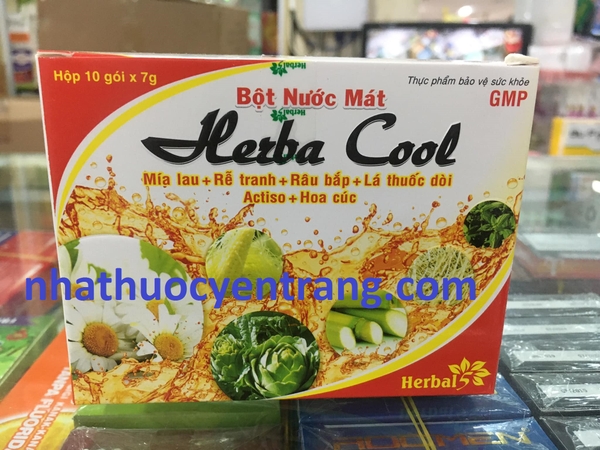 Hộp 10 gói x 7g
Herbal
Thực phẩm bảo vệ sức khỏe
GMP
Bột Nước Mát
Herbal
Herba Cool
Mía lau + Rễ tranh + Râu bắp + Lá thuốc dòi
Actiso + Hoa cúc
nhathuocyentrang.com
Herbal